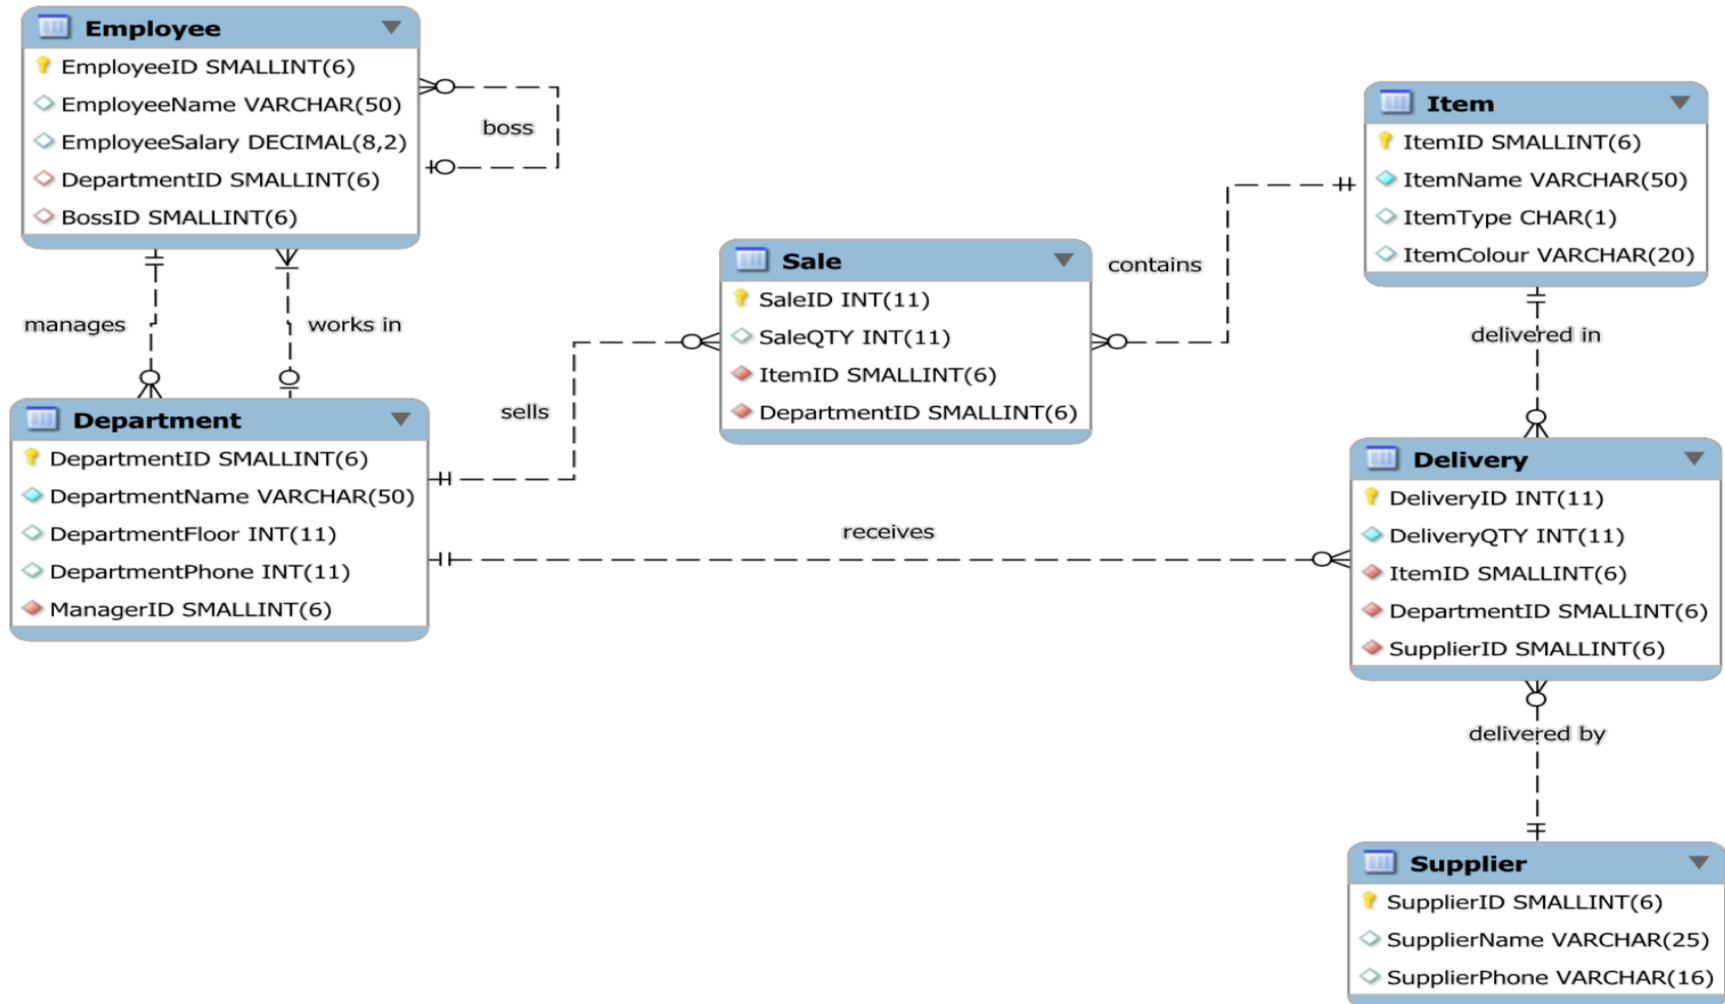 Employee
EmployeeID SMALLINT(6)
EmployeeName VARCHAR(50)
EmployeeSalary DECIMAL(8,2)
DepartmentID SMALLINT(6)
BossID SMALLINT(6)
boss
manages
works in
Department
DepartmentID SMALLINT(6)
DepartmentName VARCHAR(50)
DepartmentFloor INT(11)
DepartmentPhone INT(11)
ManagerID SMALLINT(6)
sells
receives
Sale
SaleID INT(11)
SaleQTY INT(11)
ItemID SMALLINT(6)
DepartmentID SMALLINT(6)
contains
Item
ItemID SMALLINT(6)
ItemName VARCHAR(50)
ItemType CHAR(1)
ItemColour VARCHAR(20)
delivered in
Delivery
DeliveryID INT(11)
DeliveryQTY INT(11)
ItemID SMALLINT(6)
DepartmentID SMALLINT(6)
SupplierID SMALLINT(6)
delivered by
Supplier
SupplierID SMALLINT(6)
SupplierName VARCHAR(25)
SupplierPhone VARCHAR(16)